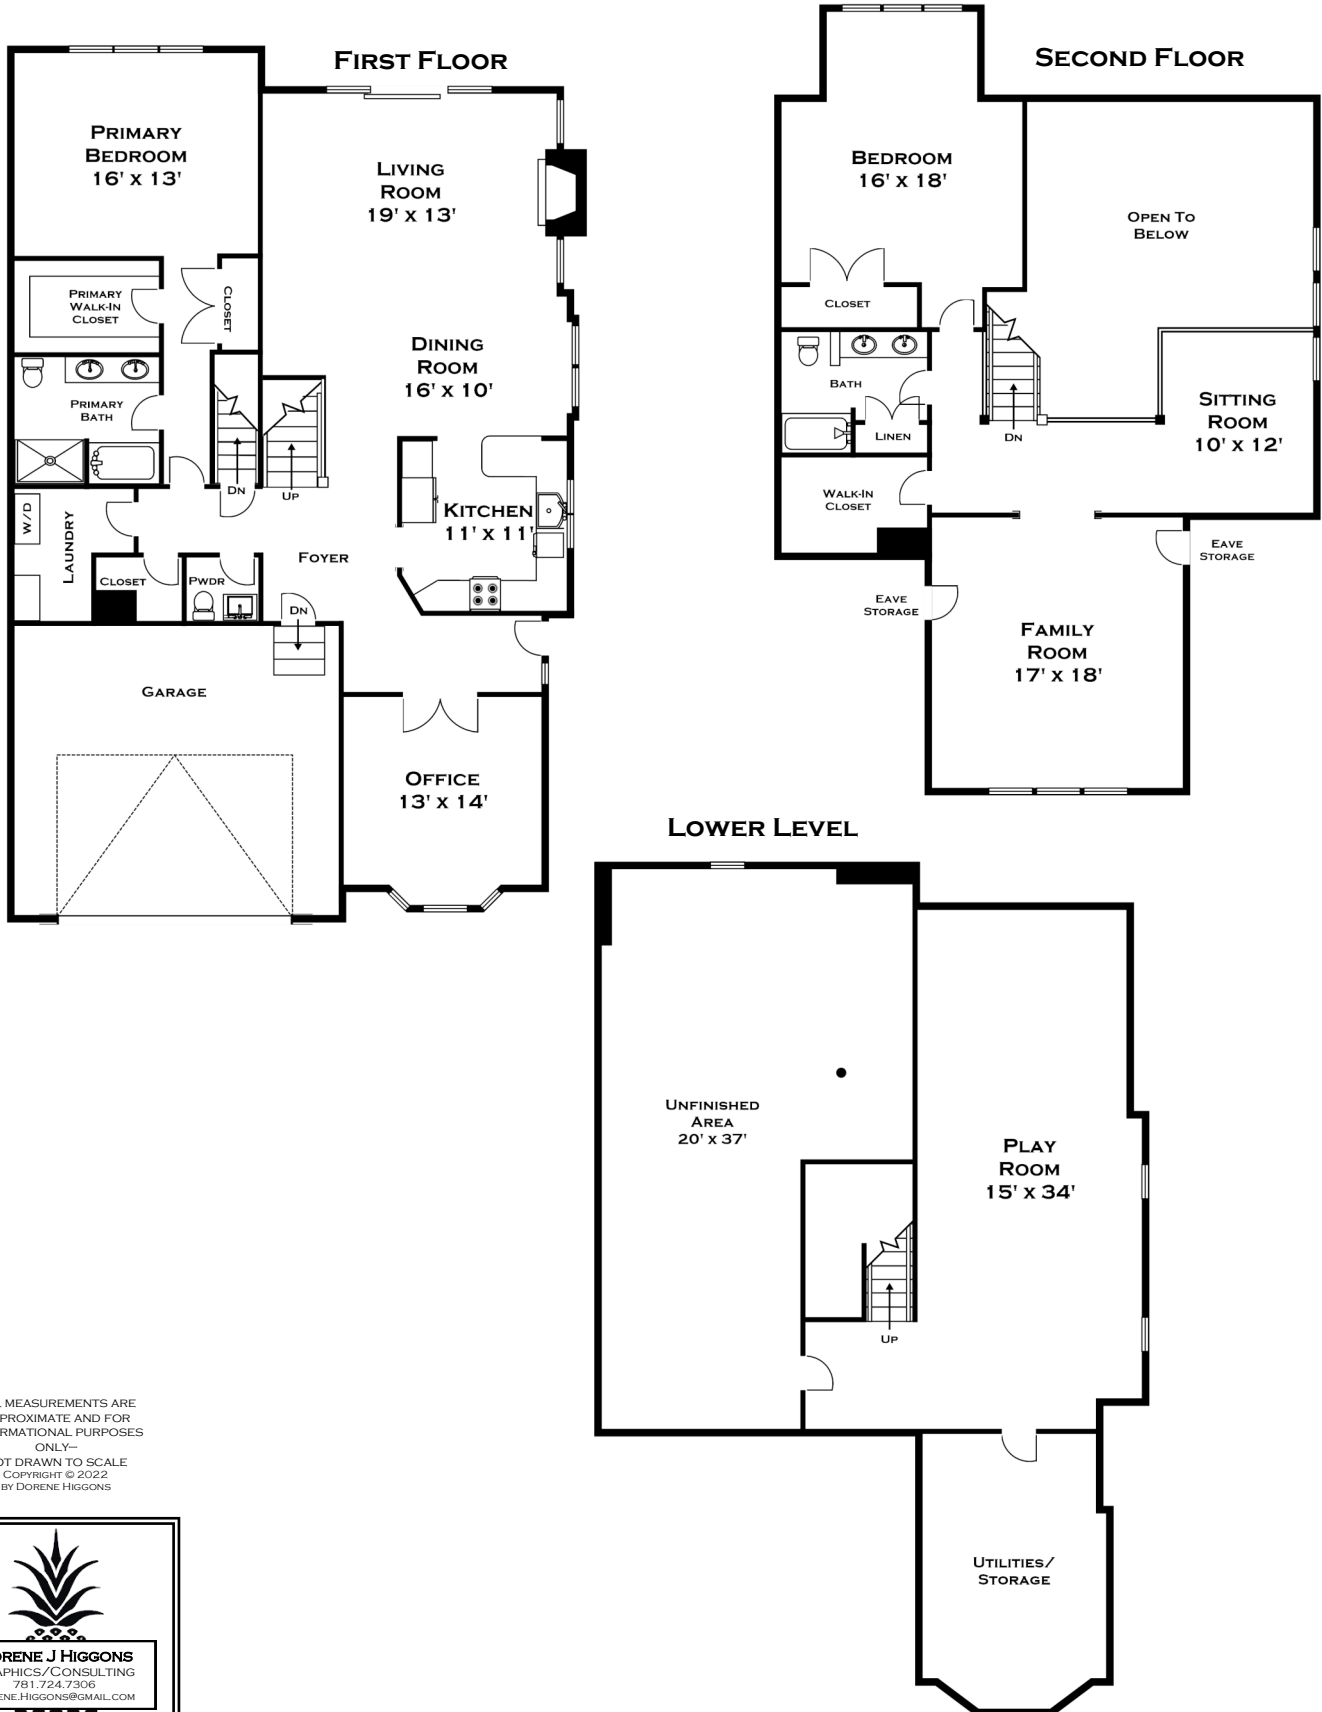 FIRST FLOOR
PRIMARY
BEDROOM
16' X 13'
LIVING
ROOM
19' X 13'
PRIMARY
WALK-IN
CLOSET
CLOSET
DINING
ROOM
16' X 10'
PRIMARY
BATH
DN
UP
W/D
LAUNDRY
KITCHEN
11' X 11'
FOYER
CLOSET
PWDR
DN
GARAGE
OFFICE
13' X 14'
SECOND FLOOR
BEDROOM
16' X 18'
OPEN TO
BELOW
CLOSET
BATH
LINEN
DN
SITTING
ROOM
10' X 12'
WALK-IN
CLOSET
EAVE
STORAGE
EAVE
STORAGE
FAMILY
ROOM
17' X 18'
LOWER LEVEL
UNFINISHED
AREA
20' X 37'
PLAY
ROOM
15' X 34'
UP
UTILITIES/
STORAGE
MEASUREMENTS ARE
PROXIMATE AND FOR
RMATIONAL PURPOSES
ONLY–
OT DRAWN TO SCALE
COPYRIGHT © 2022
BY DORENE HIGGONS
ORENE J HIGGONS
APHICS/CONSULTING
781.724.7306
ENE.HIGGONS@GMAIL.COM